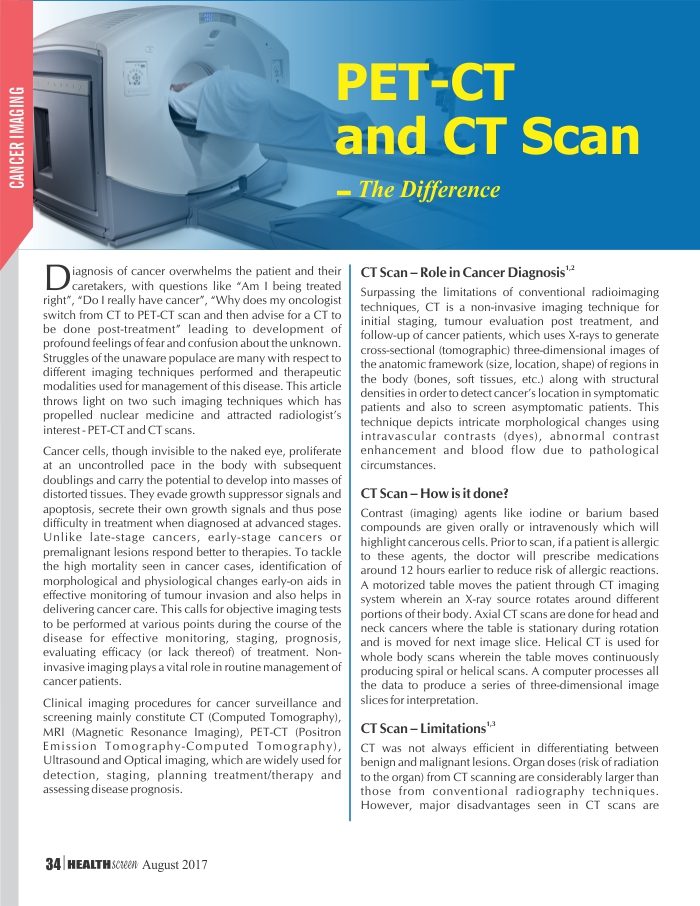 CANCER IMAGING
PET-CT
and CT Scan
– The Difference
Diagnosis of cancer overwhelms the patient and their
caretakers, with questions like “Am I being treated
right”, “Do I really have cancer”, “Why does my oncologist
switch from CT to PET-CT scan and then advise for a CT to
be done post-treatment” leading to development of
profound feelings of fear and confusion about the unknown.
Struggles of the unaware populace are many with respect to
different imaging techniques performed and therapeutic
modalities used for management of this disease. This article
throws light on two such imaging techniques which has
propelled nuclear medicine and attracted radiologist’s
interest - PET-CT and CT scans.
Cancer cells, though invisible to the naked eye, proliferate
at an uncontrolled pace in the body with subsequent
doublings and carry the potential to develop into masses of
distorted tissues. They evade growth suppressor signals and
apoptosis, secrete their own growth signals and thus pose
difficulty in treatment when diagnosed at advanced stages.
Unlike late-stage cancers, early-stage cancers or
premalignant lesions respond better to therapies. To tackle
the high mortality seen in cancer cases, identification of
morphological and physiological changes early-on aids in
effective monitoring of tumour invasion and also helps in
delivering cancer care. This calls for objective imaging tests
to be performed at various points during the course of the
disease for effective monitoring, staging, prognosis,
evaluating efficacy (or lack thereof) of treatment. Non-
invasive imaging plays a vital role in routine management of
cancer patients.
Clinical imaging procedures for cancer surveillance and
screening mainly constitute CT (Computed Tomography),
MRI (Magnetic Resonance Imaging), PET-CT (Positron
Emission Tomography-Computed Tomography),
Ultrasound and Optical imaging, which are widely used for
detection, staging, planning treatment/therapy and
assessing disease prognosis.
CT Scan – Role in Cancer Diagnosis1,2
Surpassing the limitations of conventional radioimaging
techniques, CT is a non-invasive imaging technique for
initial staging, tumour evaluation post treatment, and
follow-up of cancer patients, which uses X-rays to generate
cross-sectional (tomographic) three-dimensional images of
the anatomic framework (size, location, shape) of regions in
the body (bones, soft tissues, etc.) along with structural
densities in order to detect cancer’s location in symptomatic
patients and also to screen asymptomatic patients. This
technique depicts intricate morphological changes using
intravascular contrasts (dyes), abnormal contrast
enhancement and blood flow due to pathological
circumstances.
CT Scan – How is it done?
Contrast (imaging) agents like iodine or barium based
compounds are given orally or intravenously which will
highlight cancerous cells. Prior to scan, if a patient is allergic
to these agents, the doctor will prescribe medications
around 12 hours earlier to reduce risk of allergic reactions.
A motorized table moves the patient through CT imaging
system wherein an X-ray source rotates around different
portions of their body. Axial CT scans are done for head and
neck cancers where the table is stationary during rotation
and is moved for next image slice. Helical CT is used for
whole body scans wherein the table moves continuously
producing spiral or helical scans. A computer processes all
the data to produce a series of three-dimensional image
slices for interpretation.
CT Scan – Limitations1,3
CT was not always efficient in differentiating between
benign and malignant lesions. Organ doses (risk of radiation
to the organ) from CT scanning are considerably larger than
those from conventional radiography techniques.
However, major disadvantages seen in CT scans are
34 HEALTHscreen August 2017